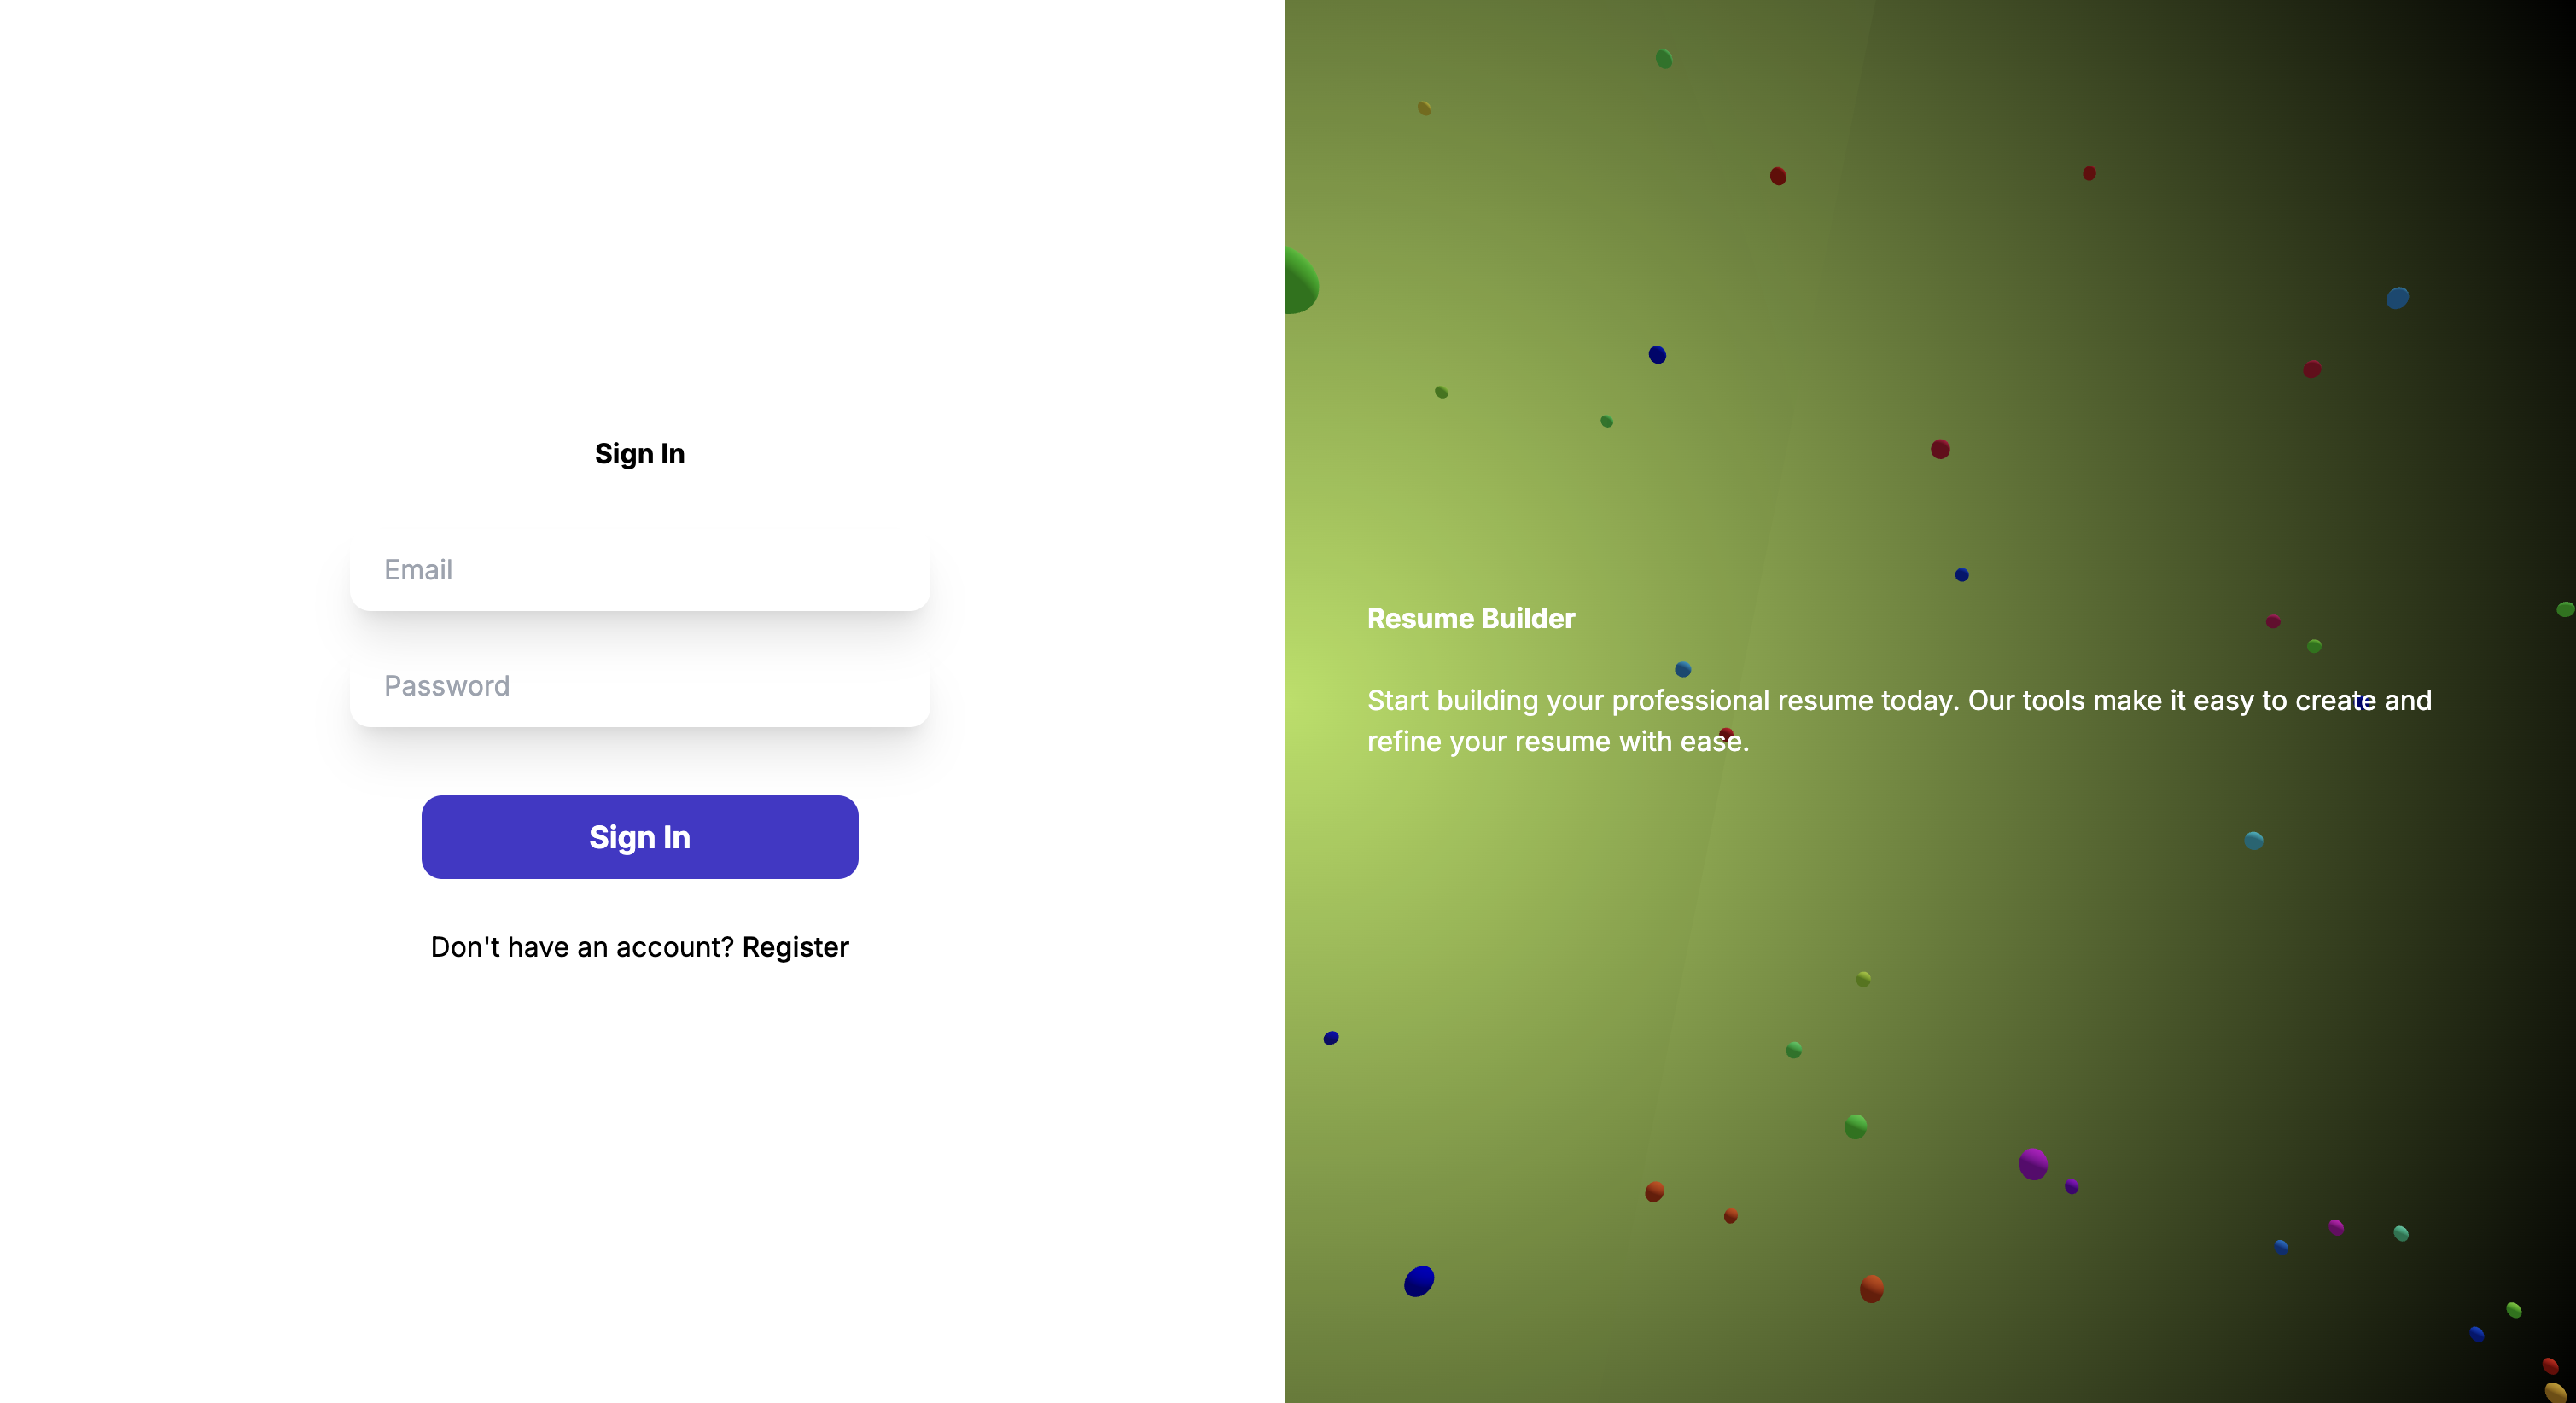 Sign In
Email
Password
Sign In
Don't have an account? Register
Resume Builder
Start building your professional resume today. Our tools make it easy to create and
refine your resume with ease.